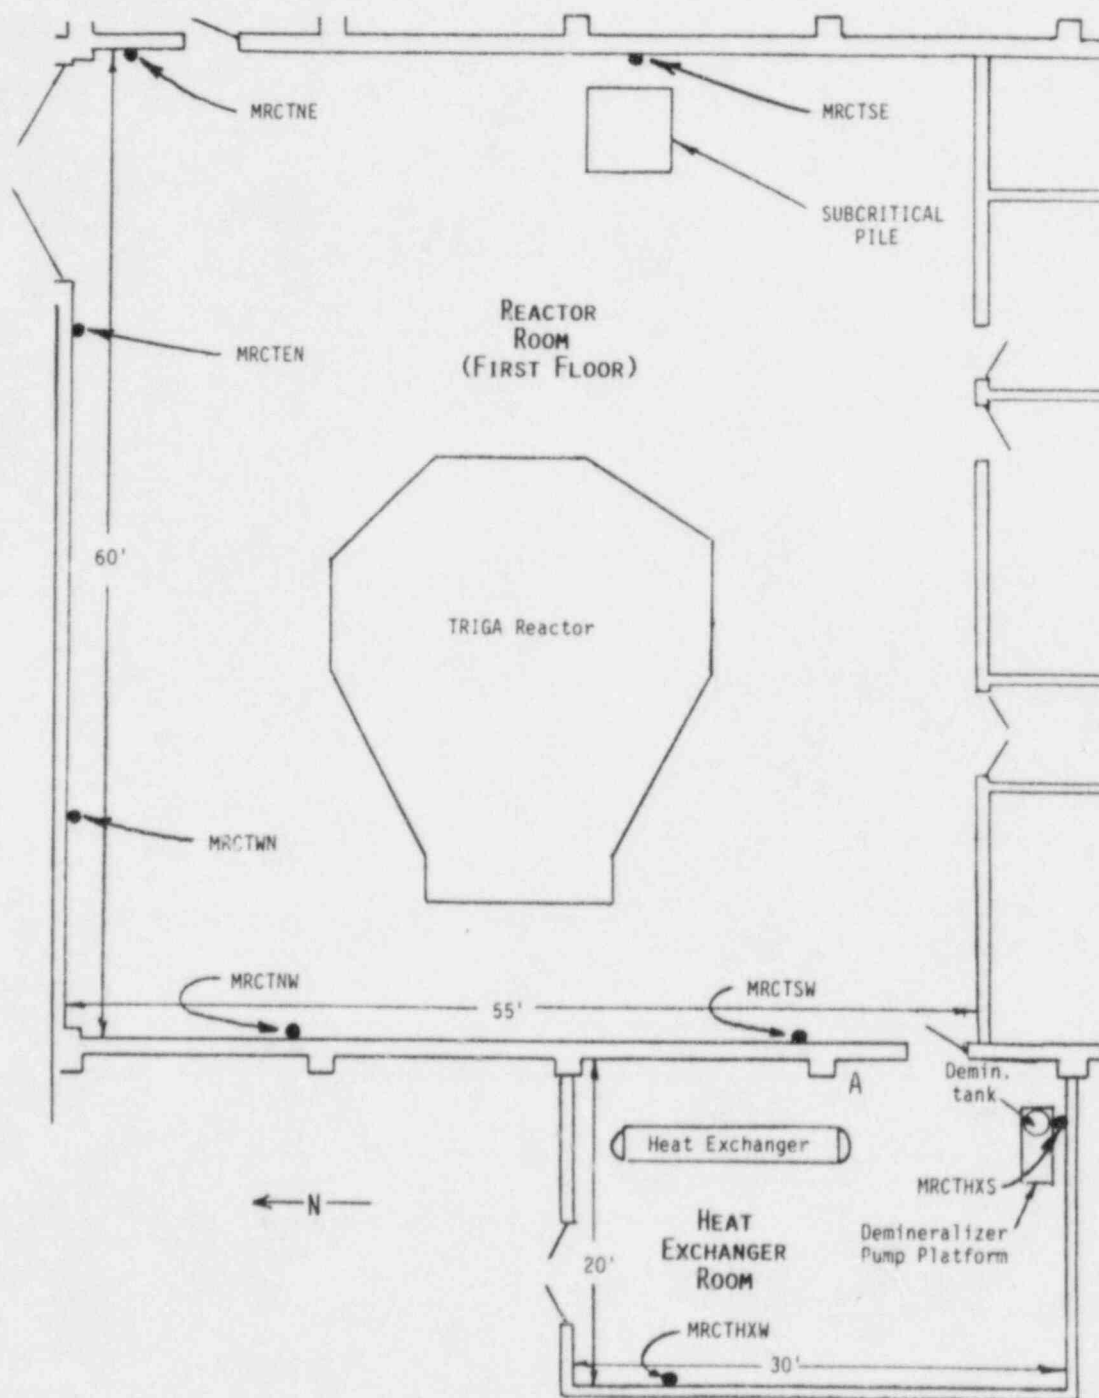 MRCTNE
MRCTSE
SUBCRITICAL
PILE
REACTOR
ROOM
(FIRST FLOOR)
MRCTEN
60'
TRIGA Reactor
MRCTWN
MRCTNW
MRCTSW
55'
A
Demin.
tank
Heat Exchanger
MRCTHXS
N
HEAT
EXCHANGER
ROOM
Demineralizer
Pump Platform
20'
MRCTHXW
30'